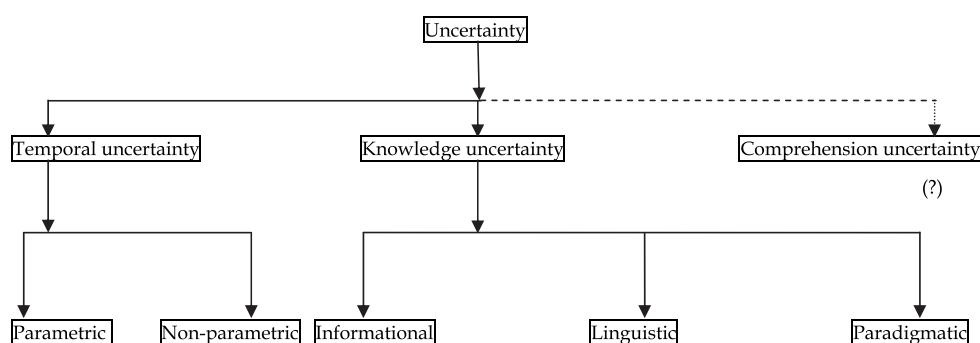 Uncertainty
Temporal uncertainty
Knowledge uncertainty
Comprehension uncertainty
(?)
Parametric
Non-parametric
Informational
Linguistic
Paradigmatic